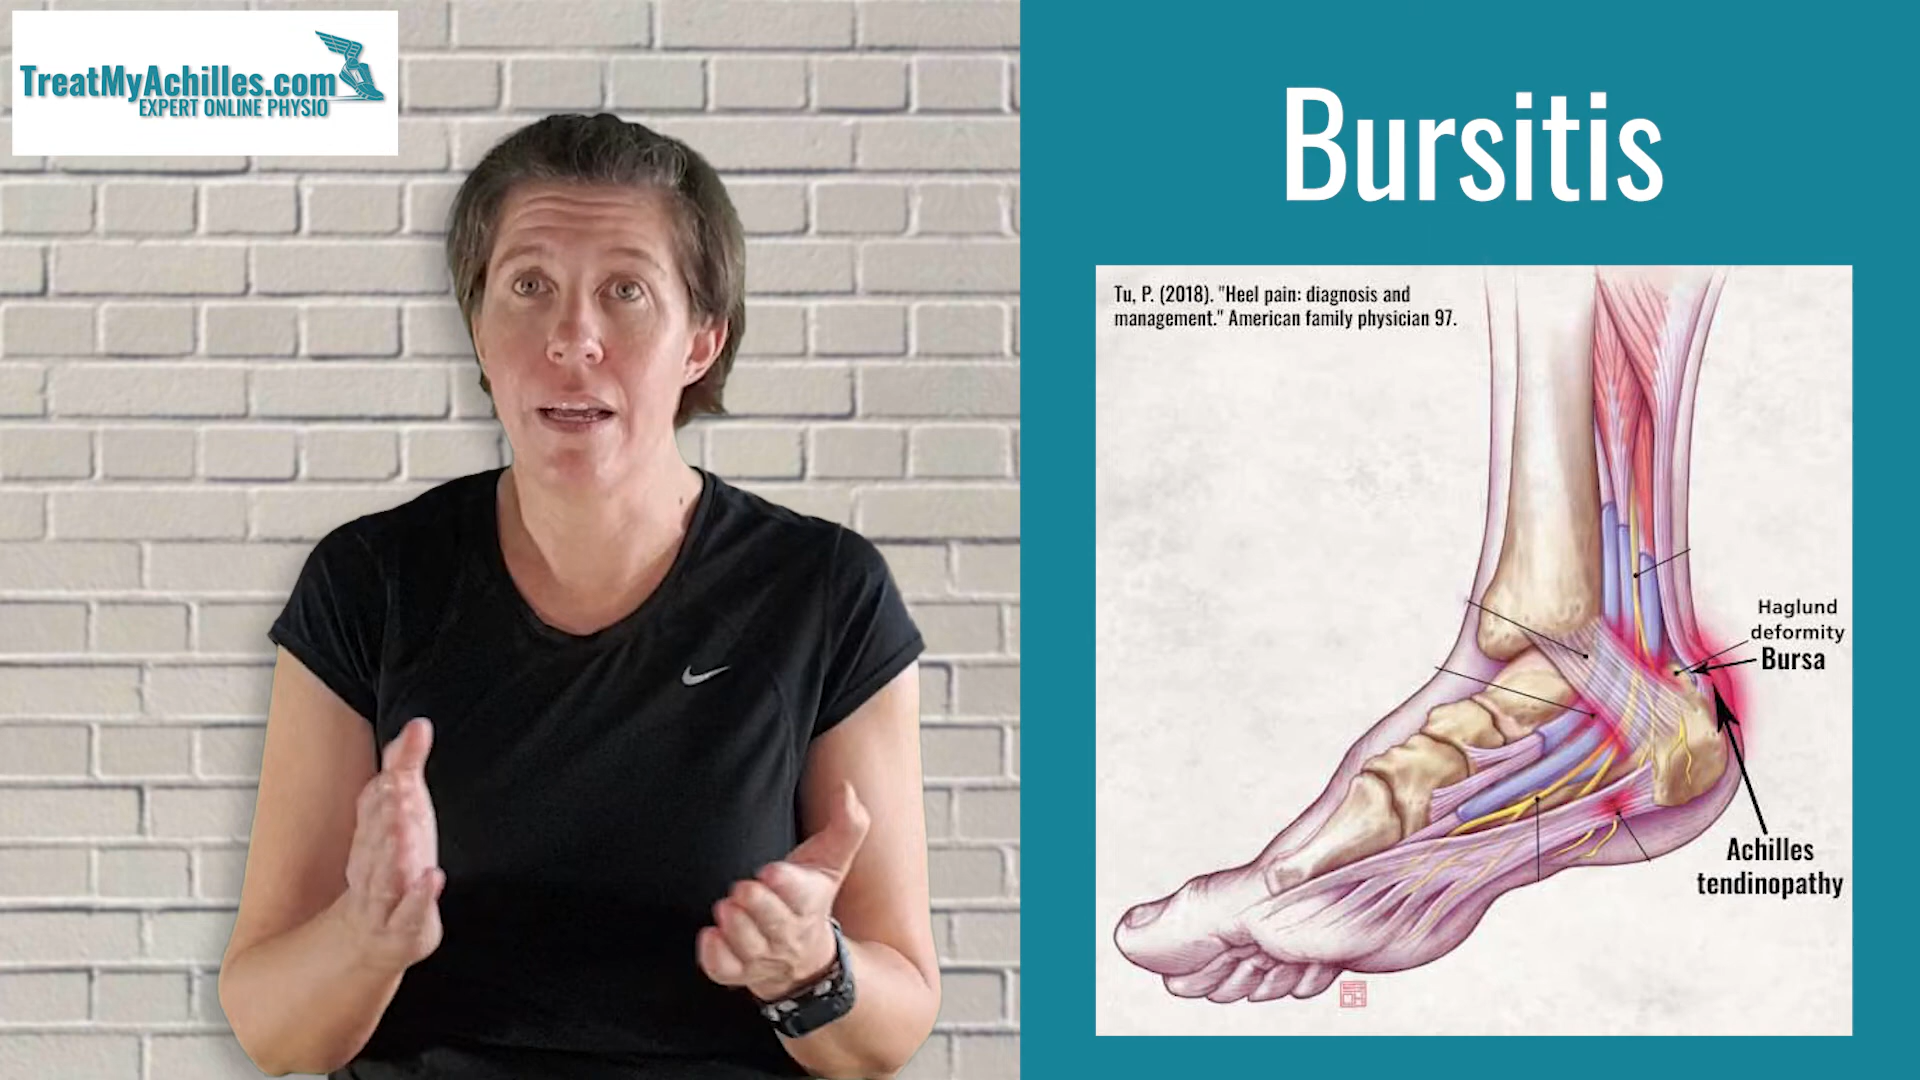 TreatMyAchilles.com
EXPERT ONLINE PHYSIO
Bursitis
Tu, P. (2018). "Heel pain: diagnosis and
management." American family physician 97.
Haglund
deformity
Bursa
Achilles
tendinopathy